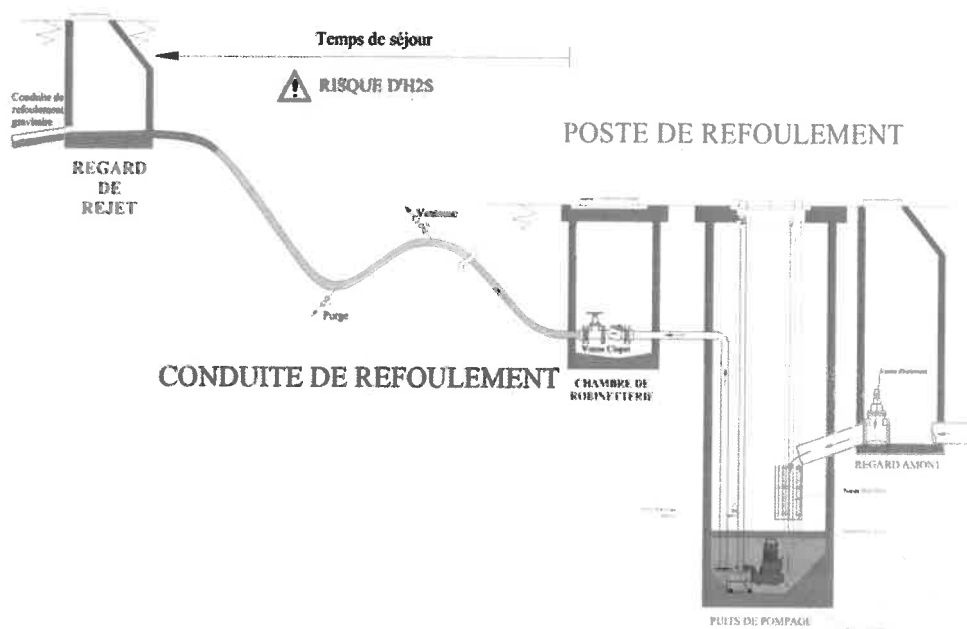 Temps de séjour
RISQUE D'H2S
Conduite de
refoulement
gravitaire
POSTE DE REFOULEMENT
REGARD
DE
REJET
Ventouse
Purge
Vanne Clapet
CONDUITE DE REFOULEMENT
CHAMBRE DE
ROBINETTERIE
REGARD AMONT
PUITS DE POMPAGE